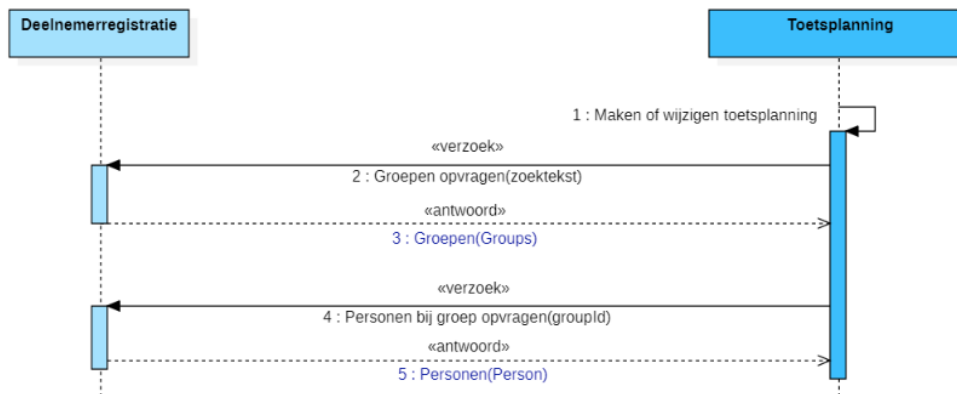 Deelnemerregistratie
Toetsplanning
1 : Maken of wijzigen toetsplanning
«verzoek»
2 : Groepen opvragen(zoektekst)
«antwoord»
3 : Groepen(Groups)
«verzoek»
4 : Personen bij groep opvragen(groupId)
«antwoord»
5 : Personen(Person)